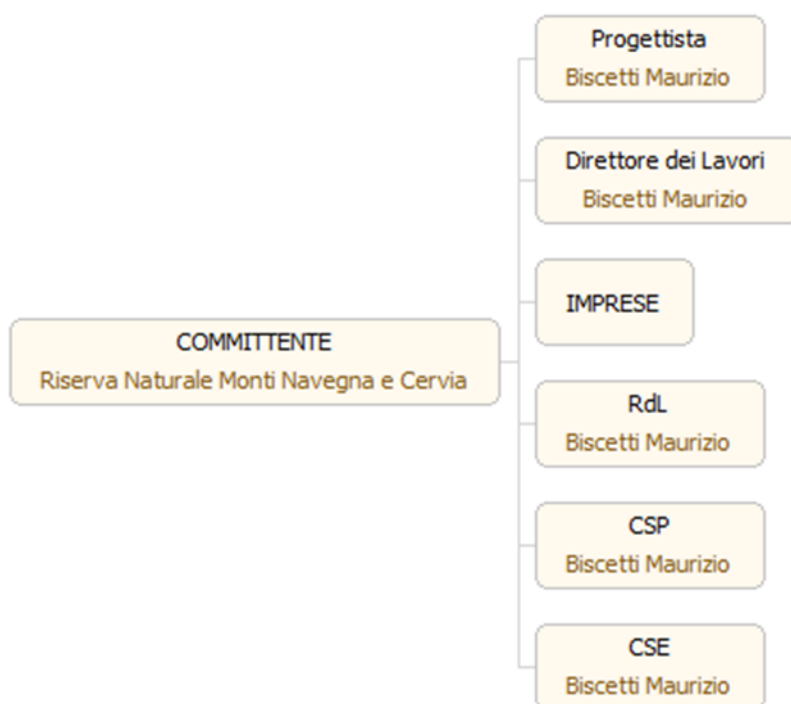 Progettista
Biscetti Maurizio
Direttore dei Lavori
Biscetti Maurizio
IMPRESE
COMMITTENTE
Riserva Naturale Monti Navegna e Cervia
RdL
Biscetti Maurizio
CSP
Biscetti Maurizio
CSE
Biscetti Maurizio